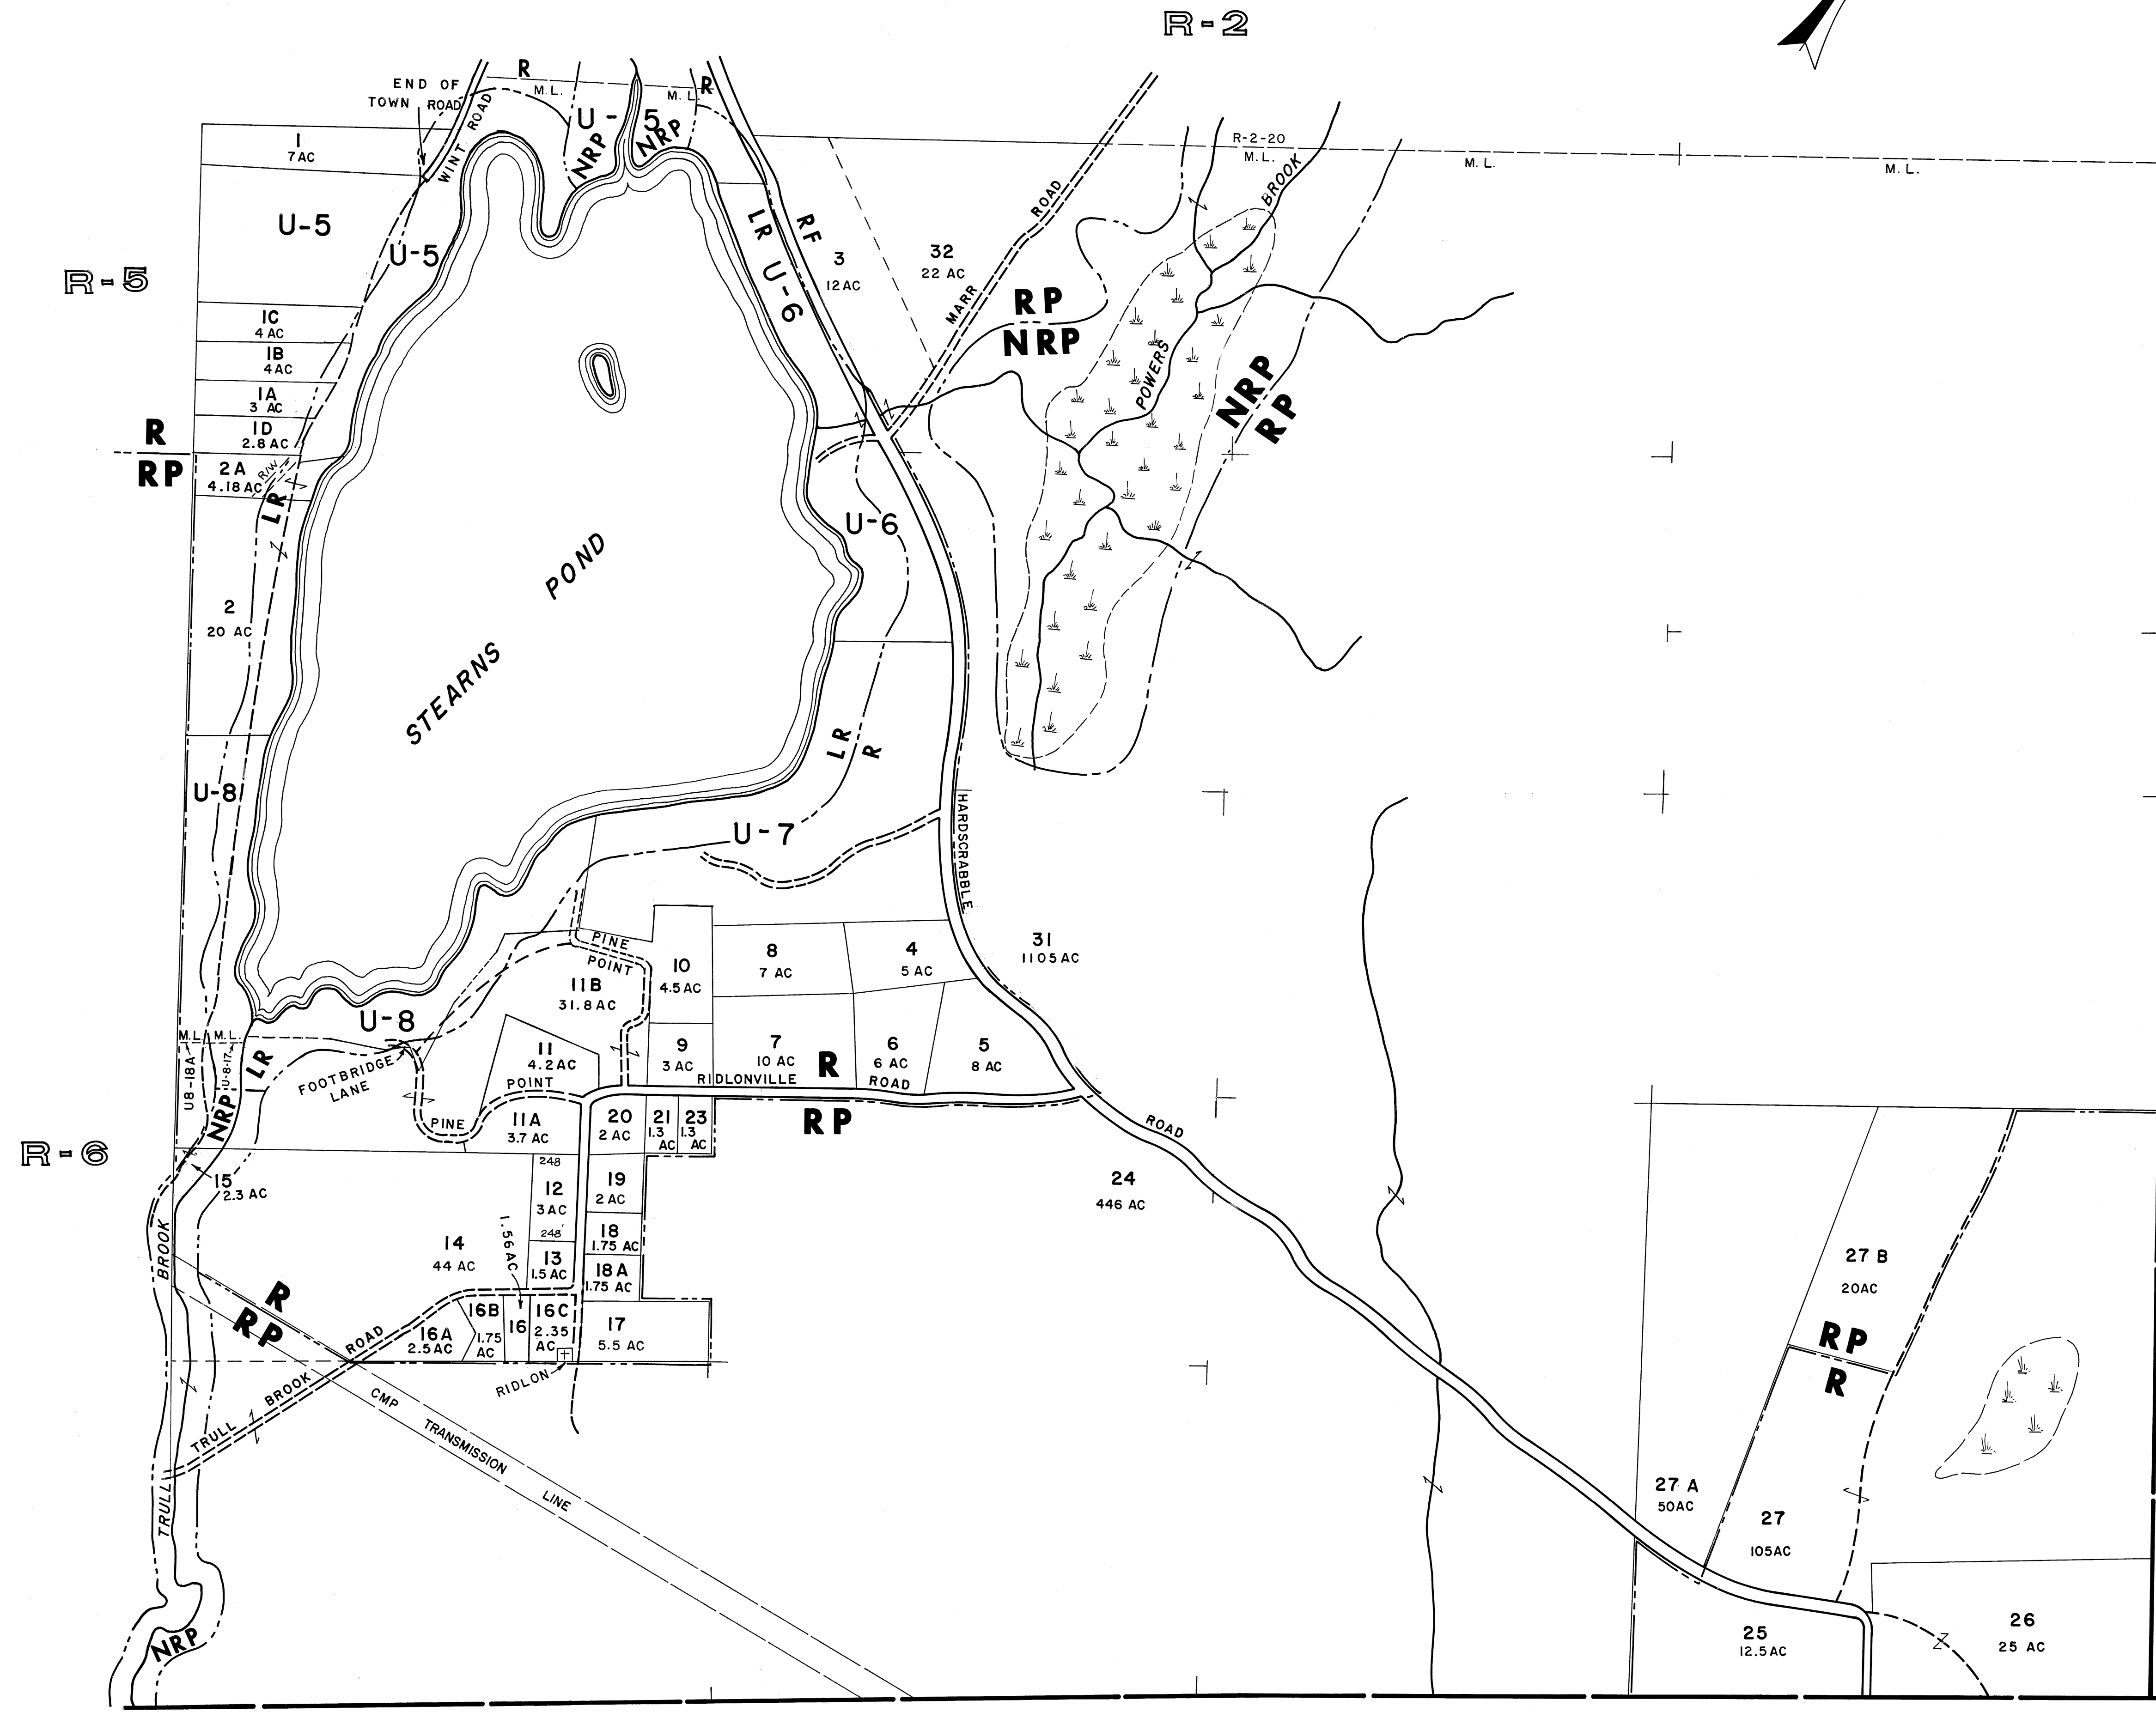 R-2
END OF
TOWN ROAD
WINT ROAD
R
M.L.
M.L.
R
U-5
NRP
NRP
R-2-20
M.L.
M.L.
M.L.
1
7 AC
U-5
U-5
R-5
LR
RF
U-6
3
12 AC
32
22 AC
MARR ROAD
RP
NRP
POWERS BROOK
NRP
RP
1C
4 AC
1B
4 AC
1A
3 AC
1D
2.8 AC
R
RP
2A
4.18 AC
R/W
LR
2
20 AC
STEARNS POND
U-6
LR
R
U-8
U-7
HARDSCRABBLE
PINE
POINT
11B
31.8 AC
10
4.5 AC
8
7 AC
4
5 AC
31
1105 AC
U-8
M.L.
M.L.
U8-18A
U-8-17
LR
NRP
FOOTBRIDGE
LANE
11
4.2 AC
POINT
PINE
9
3 AC
7
10 AC
6
6 AC
5
8 AC
R
RIDLONVILLE ROAD
RP
11A
3.7 AC
20
2 AC
21
1.3
AC
23
1.3
AC
ROAD
R-6
15
2.3 AC
248
12
3 AC
248'
19
2 AC
24
446 AC
14
44 AC
1.56 AC
13
1.5 AC
18
1.75 AC
18A
1.75 AC
BROOK
R
RP
16A
2.5 AC
16B
1.75
AC
16
16C
2.35
AC
17
5.5 AC
RIDLON
TRULL BROOK ROAD
CMP TRANSMISSION LINE
TRULL
NRP
27 B
20 AC
RP
R
27 A
50 AC
27
105 AC
25
12.5 AC
26
25 AC